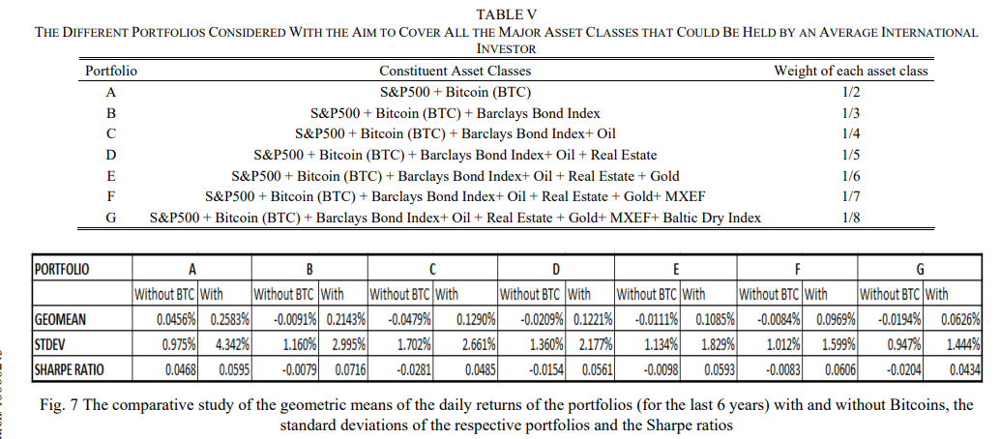 TABLE V
THE DIFFERENT PORTFOLIOS CONSIDERED WITH THE AIM TO COVER ALL THE MAJOR ASSET CLASSES THAT COULD BE HELD BY AN AVERAGE INTERNATIONAL
INVESTOR
Portfolio Constituent Asset Classes Weight of each asset class
A S&P500 + Bitcoin (BTC) 1/2
B S&P500 + Bitcoin (BTC) + Barclays Bond Index 1/3
C S&P500 + Bitcoin (BTC) + Barclays Bond Index+ Oil 1/4
D S&P500 + Bitcoin (BTC) + Barclays Bond Index+ Oil + Real Estate 1/5
E S&P500 + Bitcoin (BTC) + Barclays Bond Index+ Oil + Real Estate + Gold 1/6
F S&P500 + Bitcoin (BTC) + Barclays Bond Index+ Oil + Real Estate + Gold+ MXEF 1/7
G S&P500 + Bitcoin (BTC) + Barclays Bond Index+ Oil + Real Estate + Gold+ MXEF+ Baltic Dry Index 1/8
PORTFOLIO A B C D E F G
Without BTC With Without BTC With Without BTC With Without BTC With Without BTC With Without BTC With Without BTC With
GEOMEAN 0.0456% 0.2583% -0.0091% 0.2143% -0.0479% 0.1290% -0.0209% 0.1221% -0.0111% 0.1085% -0.0084% 0.0969% -0.0194% 0.0626%
STDEV 0.975% 4.342% 1.160% 2.995% 1.702% 2.661% 1.360% 2.177% 1.134% 1.829% 1.012% 1.599% 0.947% 1.444%
SHARPE RATIO 0.0468 0.0595 -0.0079 0.0716 -0.0281 0.0485 -0.0154 0.0561 -0.0098 0.0593 -0.0083 0.0606 -0.0204 0.0434
Fig. 7 The comparative study of the geometric means of the daily returns of the portfolios (for the last 6 years) with and without Bitcoins, the
standard deviations of the respective portfolios and the Sharpe ratios